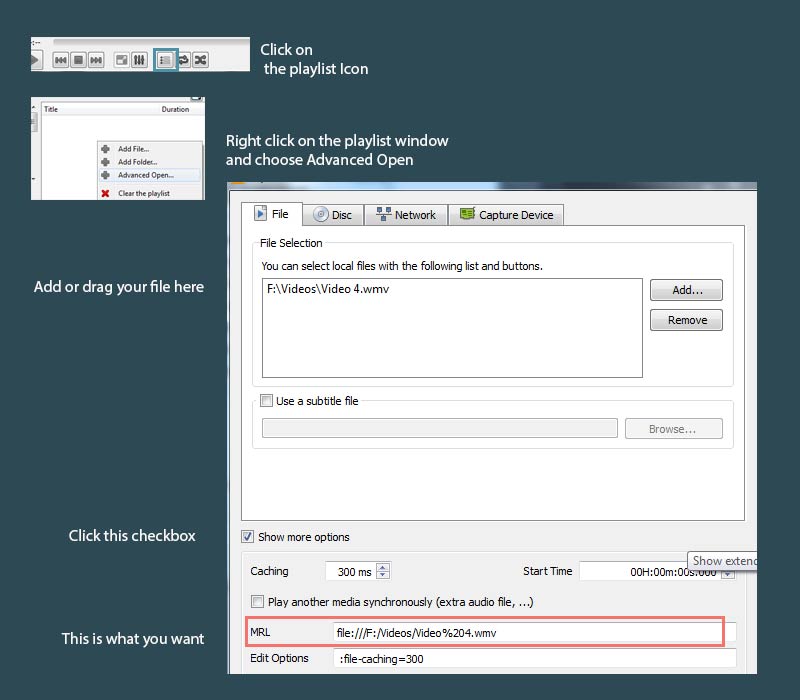 Click on
the playlist Icon
Title Duration
Add File...
Add Folder...
Advanced Open...
Clear the playlist
Right click on the playlist window
and choose Advanced Open
File Disc Network Capture Device
File Selection
You can select local files with the following list and buttons.
Add or drag your file here
F:\Videos\Video 4.wmv
Add...
Remove
Use a subtitle file
Browse...
Click this checkbox
Show more options
Show exten
Caching 300 ms Start Time 00H:00m:00s.000
Play another media synchronously (extra audio file, ...)
This is what you want
MRL file:///F:/Videos/Video%204.wmv
Edit Options :file-caching=300